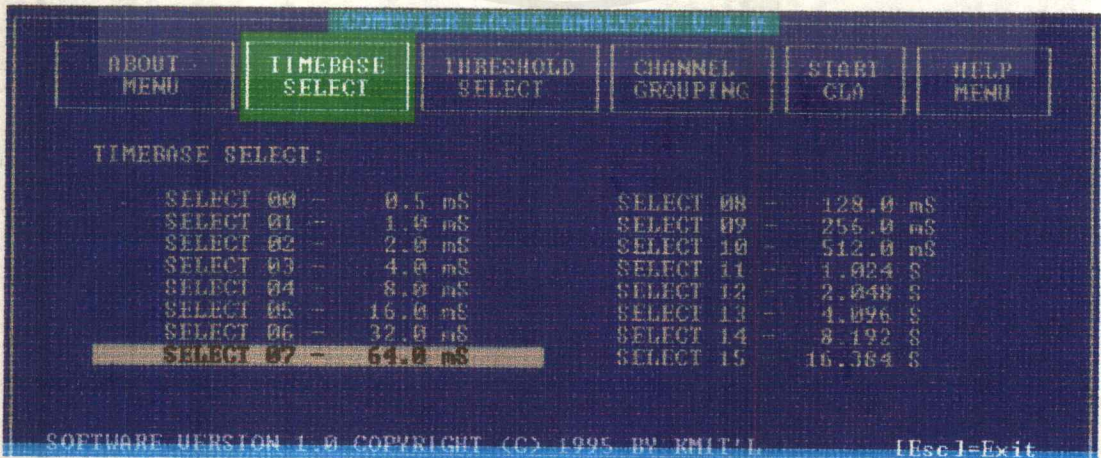 COMPUTER LOGIC ANALYZER V.1.0
ABOUT MENU
TIMEBASE SELECT
THRESHOLD SELECT
CHANNEL GROUPING
START CLA
HELP MENU
TIMEBASE SELECT:
SELECT 00 - 0.5 mS
SELECT 01 - 1.0 mS
SELECT 02 - 2.0 mS
SELECT 03 - 4.0 mS
SELECT 04 - 8.0 mS
SELECT 05 - 16.0 mS
SELECT 06 - 32.0 mS
SELECT 07 - 64.0 mS
SELECT 08 - 128.0 mS
SELECT 09 - 256.0 mS
SELECT 10 - 512.0 mS
SELECT 11 - 1.024 S
SELECT 12 - 2.048 S
SELECT 13 - 4.096 S
SELECT 14 - 8.192 S
SELECT 15 16.384 S
SOFTWARE VERSION 1.0 COPYRIGHT (C) 1995 BY KMIT'L
[Esc]=Exit